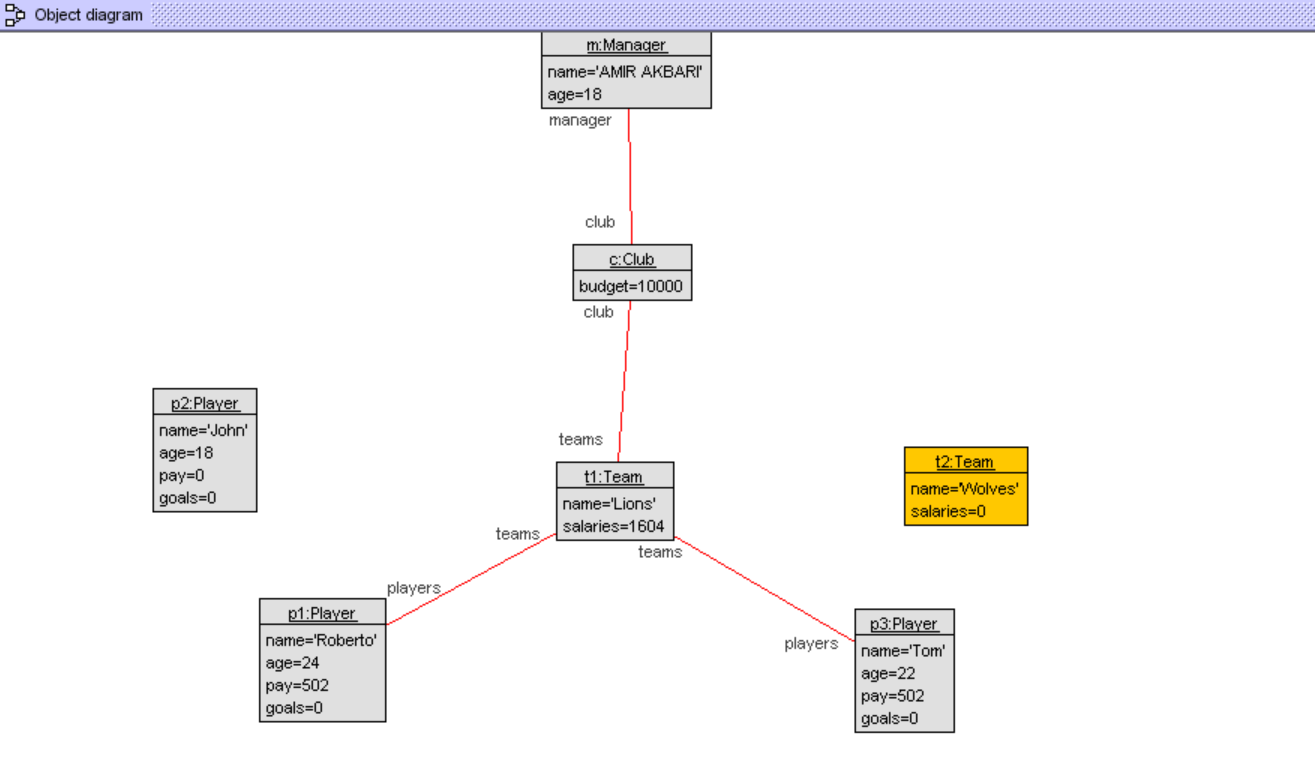 Object diagram
m:Manager
name='AMIR AKBARI'
age=18
manager
club
c:Club
budget=10000
club
p2:Player
name='John'
age=18
pay=0
goals=0
teams
t1:Team
name='Lions'
salaries=1604
t2:Team
name='Wolves'
salaries=0
teams
teams
players
p1:Player
name='Roberto'
age=24
pay=502
goals=0
players
p3:Player
name='Tom'
age=22
pay=502
goals=0